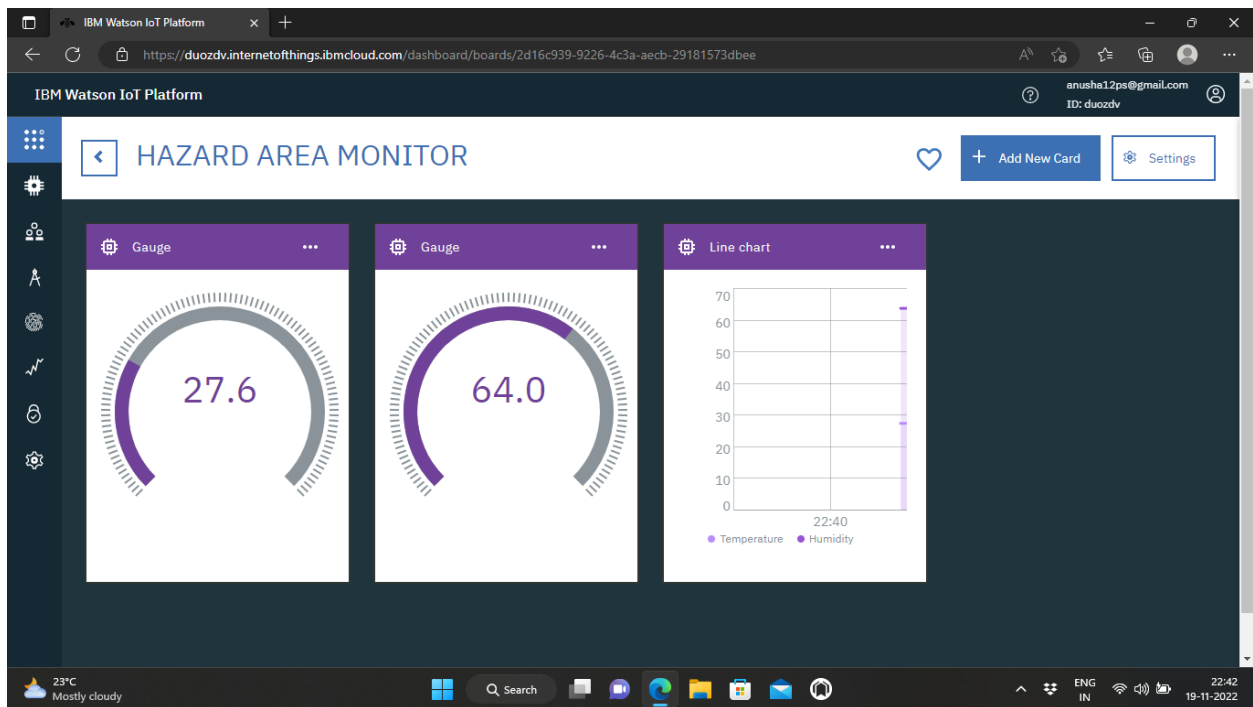 IBM Watson IoT Platform
https://duozdv.internetofthings.ibmcloud.com/dashboard/boards/2d16c939-9226-4c3a-aecb-29181573dbee
IBM Watson IoT Platform
anusha12ps@gmail.com
ID: duozdv
HAZARD AREA MONITOR
+ Add New Card
Settings
Gauge
Gauge
Line chart
27.6
64.0
70
60
50
40
30
20
10
0
22:40
Temperature
Humidity
23°C
Mostly cloudy
Search
ENG
IN
22:42
19-11-2022